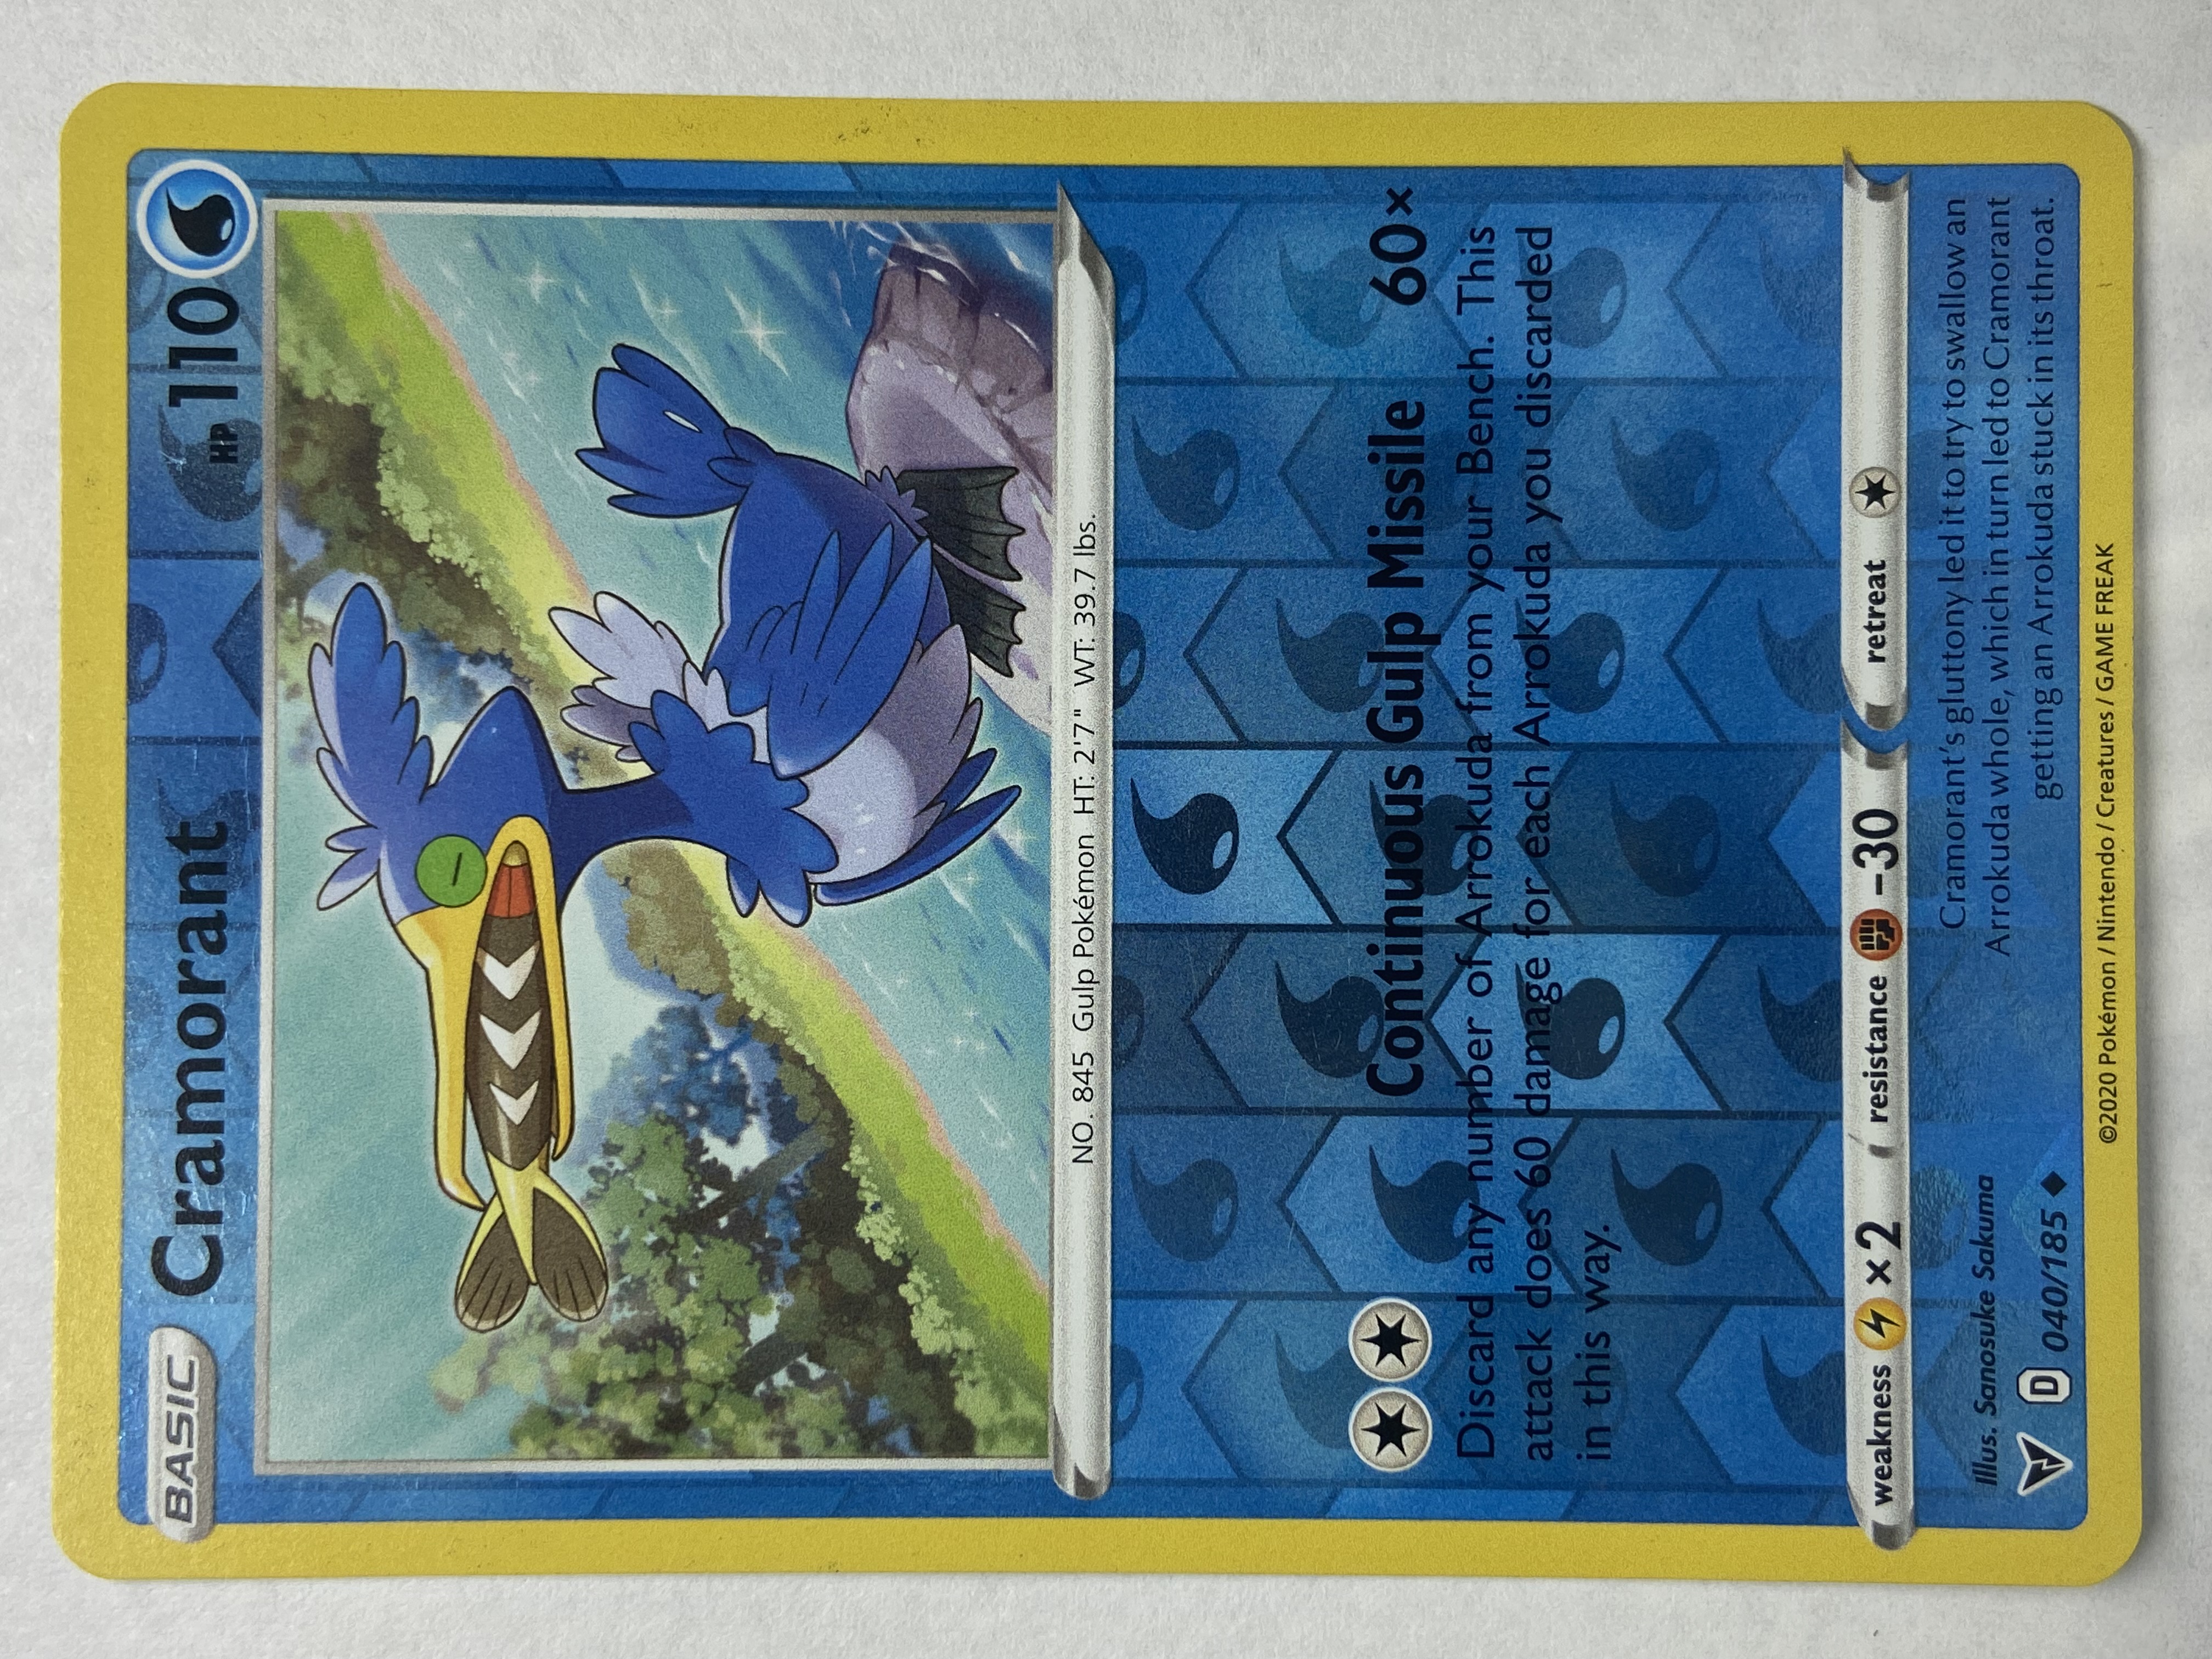 BASIC Cramorant HP 110
NO. 845 Gulp Pokémon HT: 2'7" WT: 39.7 lbs.
Continuous Gulp Missile 60×
Discard any number of Arrokuda from your Bench. This
attack does 60 damage for each Arrokuda you discarded
in this way.
weakness ×2 resistance -30 retreat
Cramorant's gluttony led it to try to swallow an
Arrokuda whole, which in turn led to Cramorant
getting an Arrokuda stuck in its throat.
Illus. Sanosuke Sakuma
D 040/185 ◆
©2020 Pokémon / Nintendo / Creatures / GAME FREAK